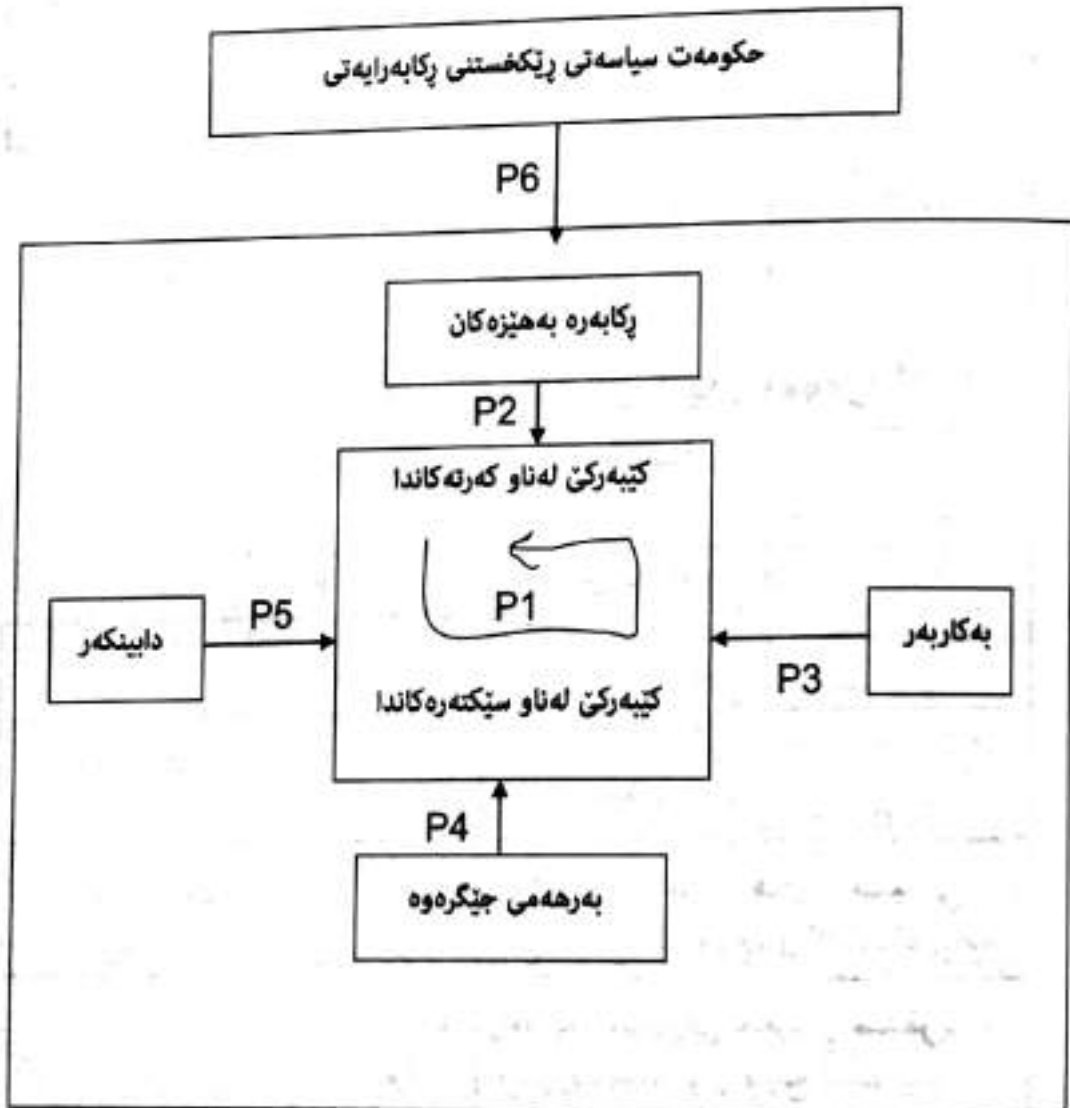 حکومەت سیاسەتی ڕێکخستنی ڕکابەرایەتی
P6
ڕکابەرە بەهێزەکان
P2
کێبەرکێ لەناو کەرتەکاندا
P1
بەکاربەر
P3
P5
دابینکەر
کێبەرکێ لەناو سێکتەرەکاندا
P4
بەرهەمی جێگرەوە